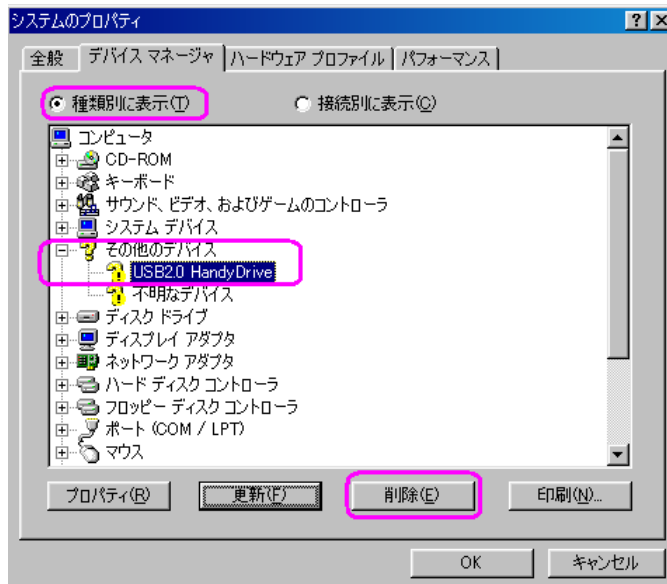 システムのプロパティ
全般 デバイス マネージャ ハードウェア プロファイル パフォーマンス
種類別に表示(T) 接続別に表示(C)
コンピュータ
CD-ROM
キーボード
サウンド、ビデオ、およびゲームのコントローラ
システム デバイス
その他のデバイス
USB2.0 HandyDrive
不明なデバイス
ディスク ドライブ
ディスプレイ アダプタ
ネットワーク アダプタ
ハード ディスク コントローラ
フロッピー ディスク コントローラ
ポート (COM / LPT)
マウス
プロパティ(R) 更新(F) 削除(E) 印刷(N)...
OK キャンセル